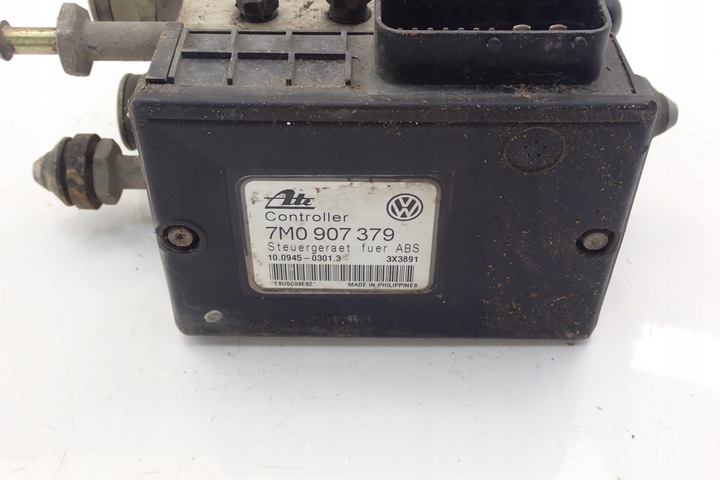 Ate
Controller
7M0 907 379
Steuergeraet fuer ABS
10.0945-0301.3 3X3891
MADE IN PHILIPPINES